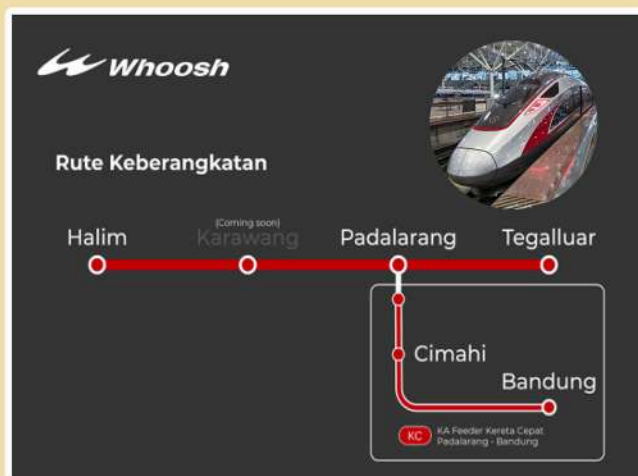 Whoosh
Rute Keberangkatan
(Coming soon)
Halim
Karawang
Padalarang
Tegalluar
Cimahi
Bandung
KC
KA Feeder Kereta Cepat
Padalarang - Bandung